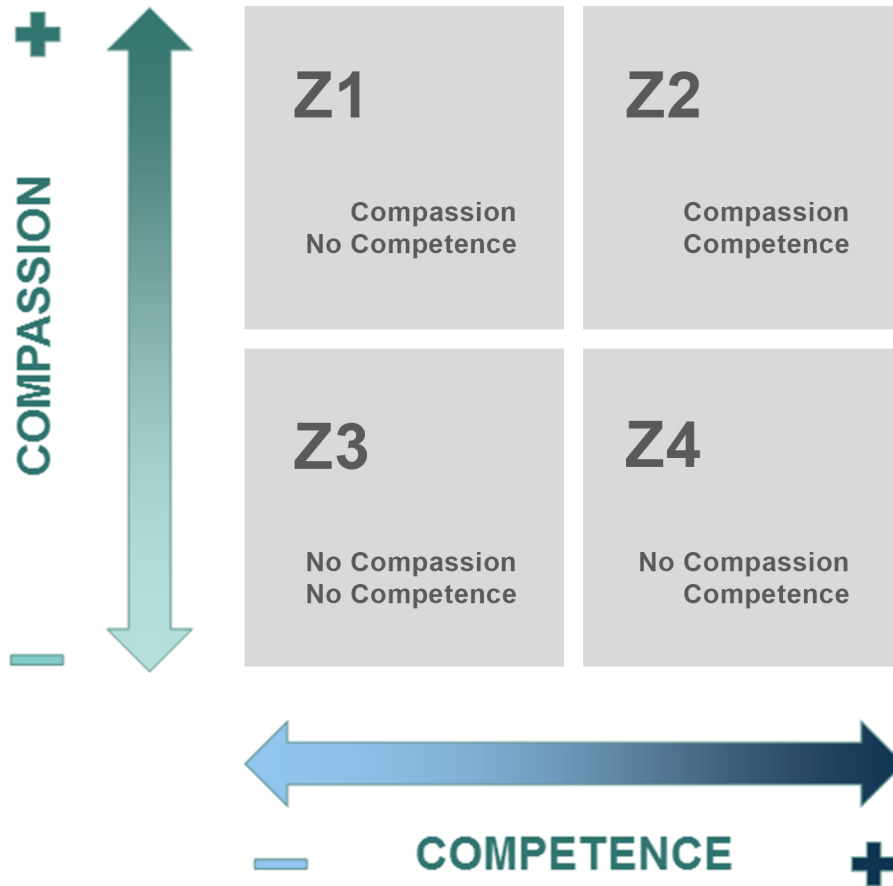 COMPASSION
Z1
Compassion
No Competence
Z2
Compassion
Competence
Z3
No Compassion
No Competence
Z4
No Compassion
Competence
COMPETENCE